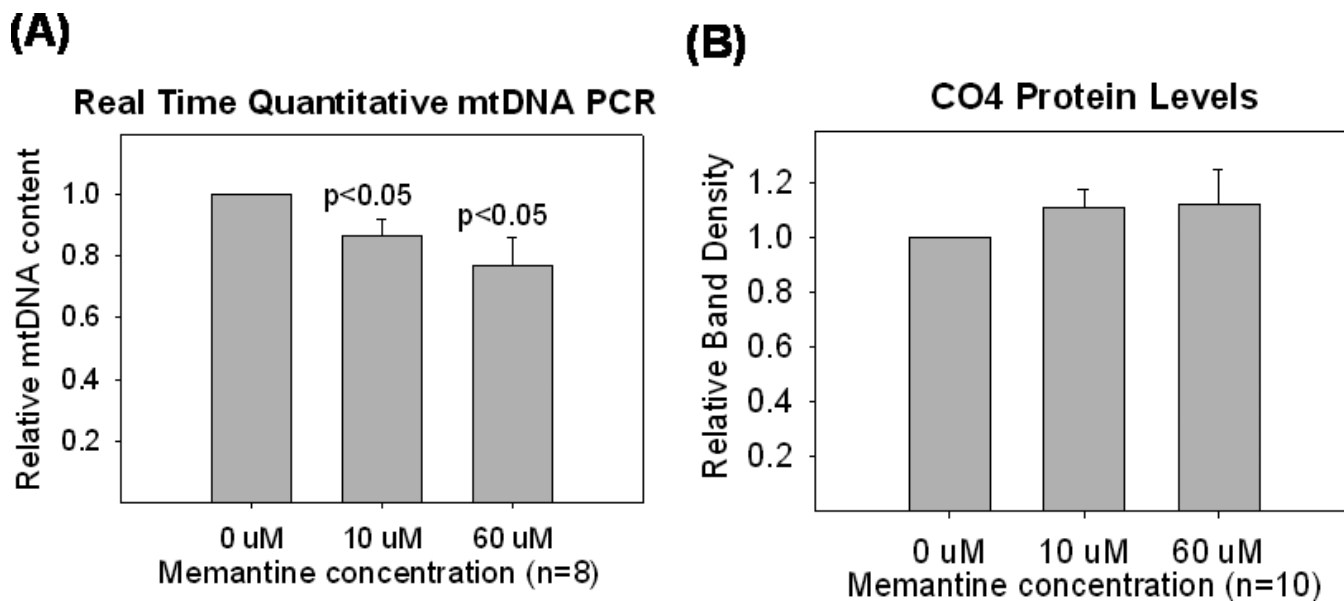 (A)
Real Time Quantitative mtDNA PCR
Relative mtDNA content
1.0
0.8
0.6
0.4
0.2
p<0.05
p<0.05
0 uM 10 uM 60 uM
Memantine concentration (n=8)
(B)
CO4 Protein Levels
Relative Band Density
1.2
1.0
0.8
0.6
0.4
0.2
0 uM 10 uM 60 uM
Memantine concentration (n=10)